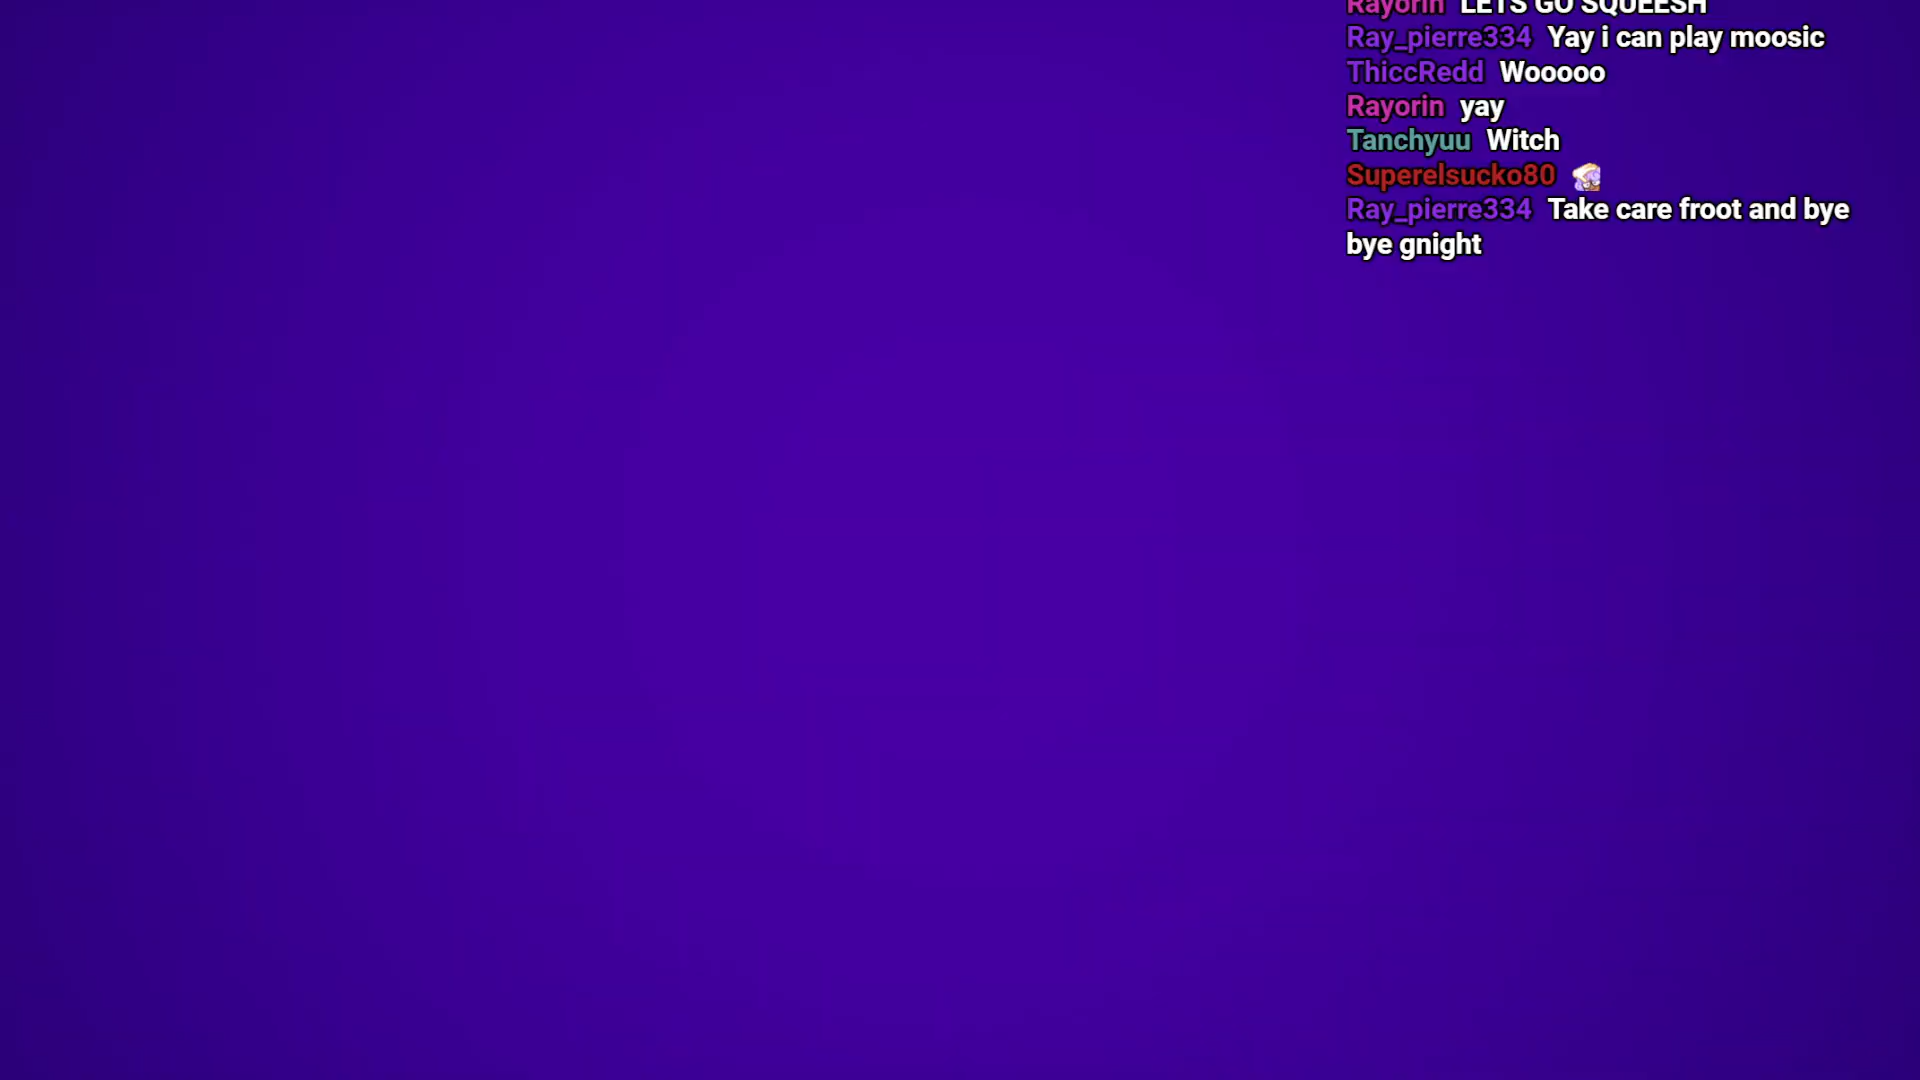 Rayorin LETS GO SQUEESH
Ray_pierre334 Yay i can play moosic
ThiccRedd Wooooo
Rayorin yay
Tanchyuu Witch
Superelsucko80
Ray_pierre334 Take care froot and bye
bye gnight